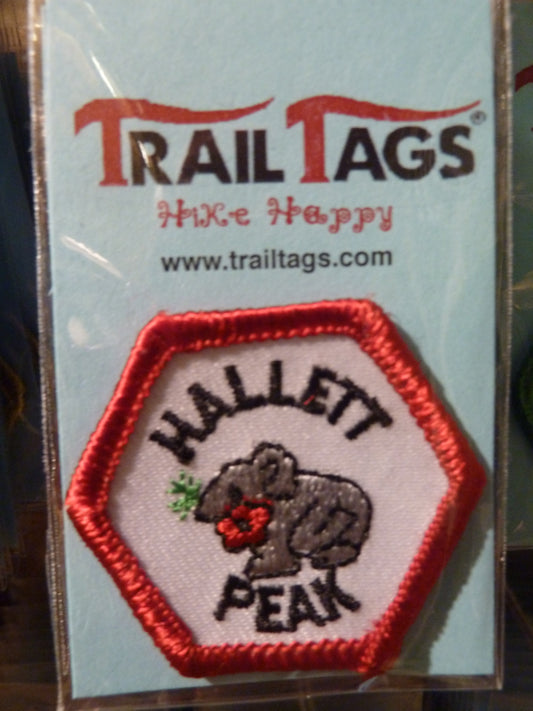 TRAIL TAGS®
Hike Happy
www.trailtags.com
HALLETT
PEAK